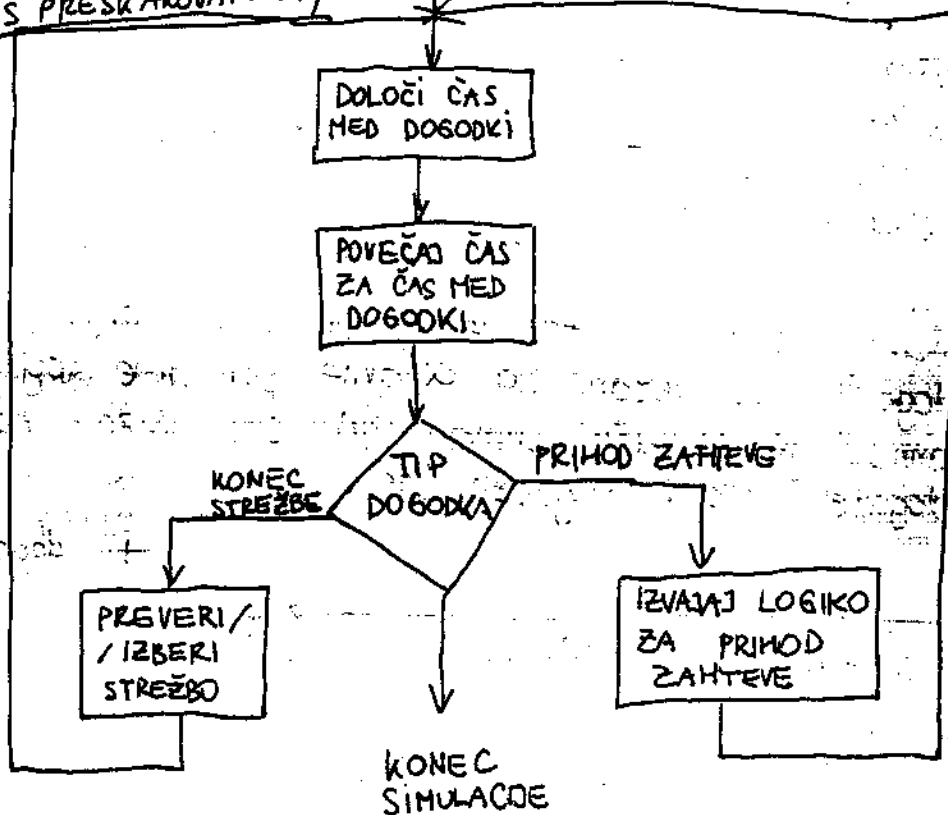 S
DOLOČI ČAS
MED DOGODKI
POVEČAJ ČAS
ZA ČAS MED
DOGODKI
TIP
DOGODKA
KONEC
STREŽBE
PRIHOD ZAHTEVE
PREVERI/
/IZBERI
STREŽBO
IZVAJAJ LOGIKO
ZA PRIHOD
ZAHTEVE
KONEC
SIMULACIJE